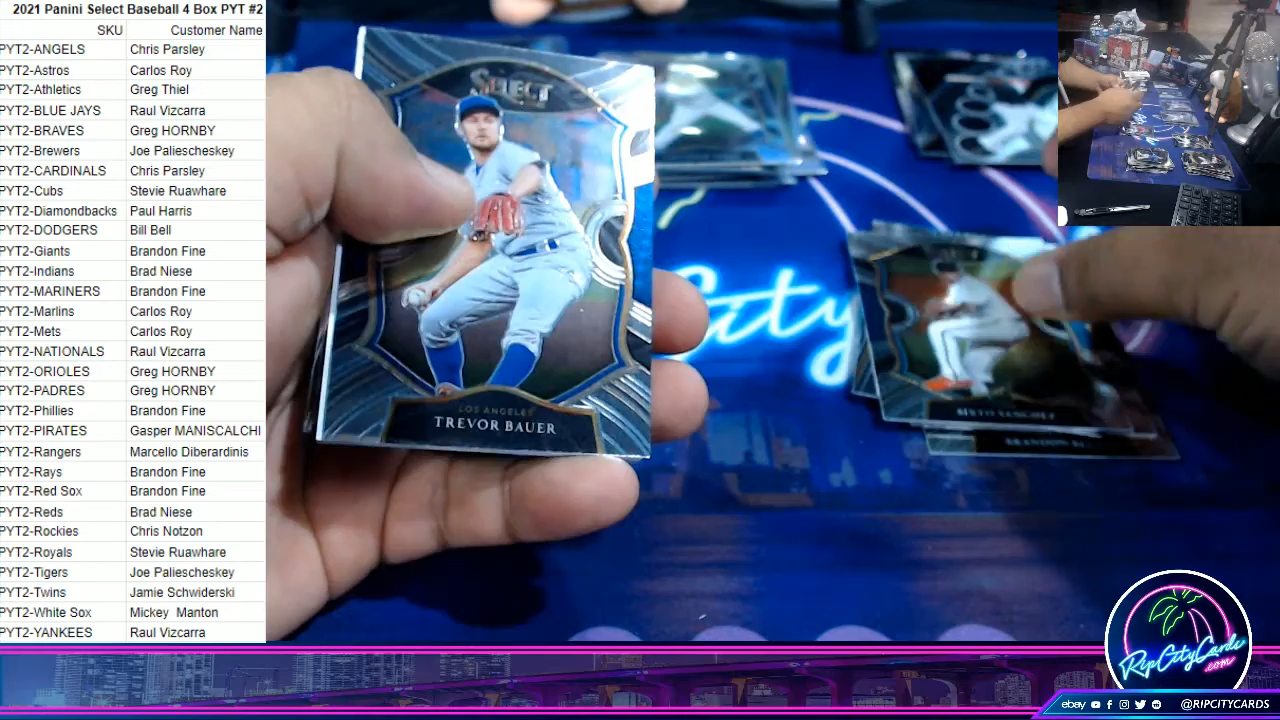 2021 Panini Select Baseball 4 Box PYT #2
SKU Customer Name
PYT2-ANGELS Chris Parsley
PYT2-Astros Carlos Roy
PYT2-Athletics Greg Thiel
PYT2-BLUE JAYS Raul Vizcarra
PYT2-BRAVES Greg HORNBY
PYT2-Brewers Joe Paliescheskey
PYT2-CARDINALS Chris Parsley
PYT2-Cubs Stevie Ruawhare
PYT2-Diamondbacks Paul Harris
PYT2-DODGERS Bill Bell
PYT2-Giants Brandon Fine
PYT2-Indians Brad Niese
PYT2-MARINERS Brandon Fine
PYT2-Marlins Carlos Roy
PYT2-Mets Carlos Roy
PYT2-NATIONALS Raul Vizcarra
PYT2-ORIOLES Greg HORNBY
PYT2-PADRES Greg HORNBY
PYT2-Phillies Brandon Fine
PYT2-PIRATES Gasper MANISCALCHI
PYT2-Rangers Marcello Diberardinis
PYT2-Rays Brandon Fine
PYT2-Red Sox Brandon Fine
PYT2-Reds Brad Niese
PYT2-Rockies Chris Notzon
PYT2-Royals Stevie Ruawhare
PYT2-Tigers Joe Paliescheskey
PYT2-Twins Jamie Schwiderski
PYT2-White Sox Mickey Manton
PYT2-YANKEES Raul Vizcarra
SELECT
LOS ANGELES
TREVOR BAUER
City
SIXTO SANCHEZ
BRANDON
RipCityCards
.com
ebay @RIPCITYCARDS